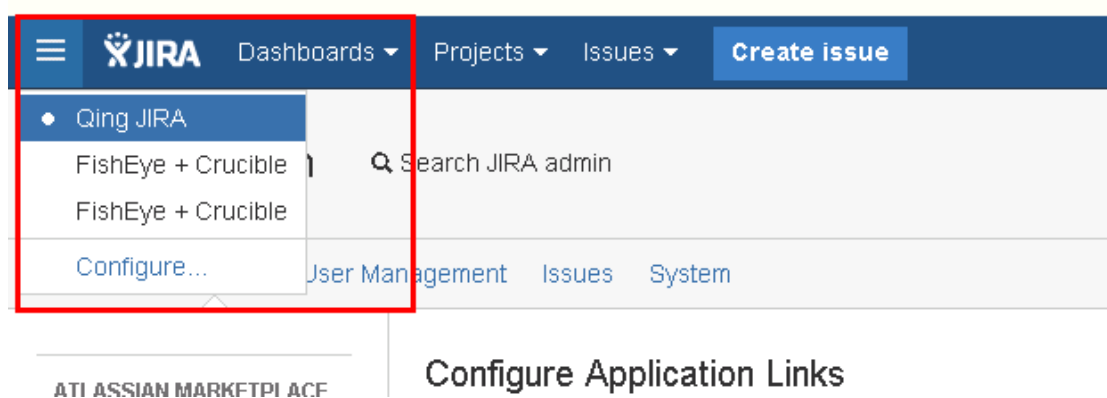 JIRA Dashboards Projects Issues Create issue
Qing JIRA
FishEye + Crucible
Search JIRA admin
FishEye + Crucible
Configure...
User Management Issues System
Configure Application Links
ATLASSIAN MARKETPLACE